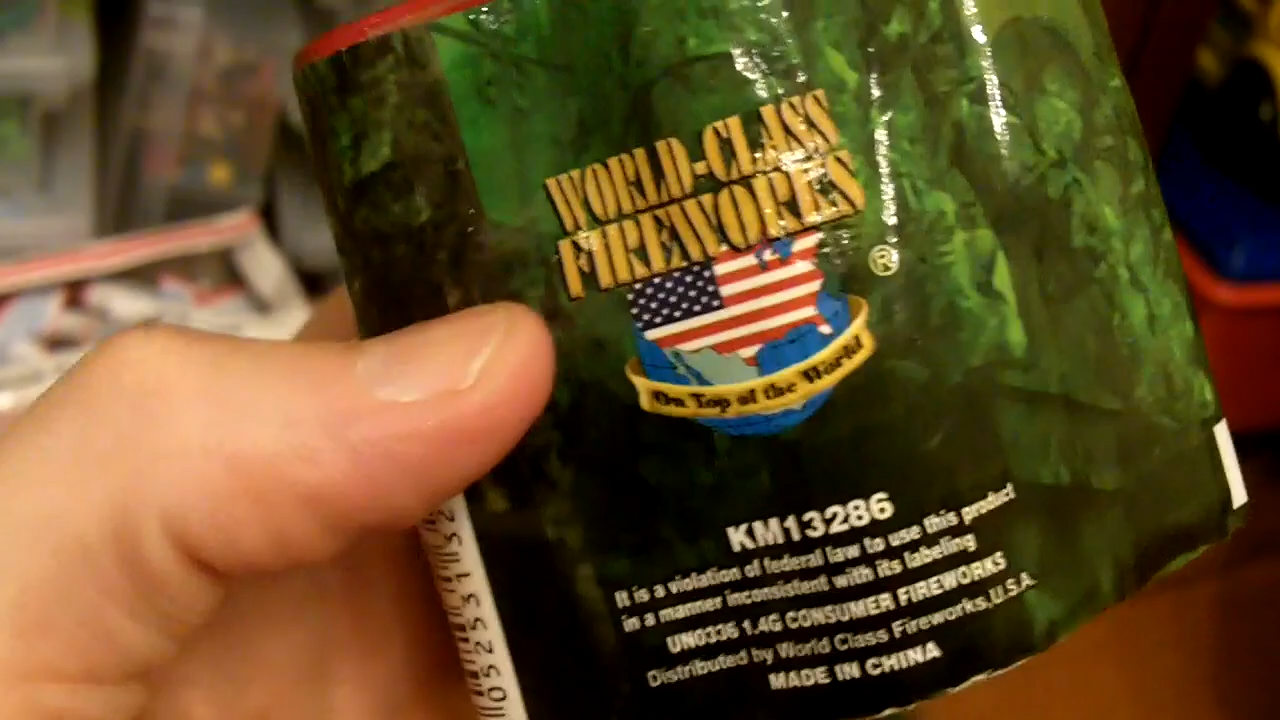 WORLD-CLASS
FIREWORKS
®
On Top of the World
KM13286
It is a violation of federal law to use this product
in a manner inconsistent with its labeling
UN0336 1.4G CONSUMER FIREWORKS
Distributed by World Class Fireworks,U.S.A.
MADE IN CHINA